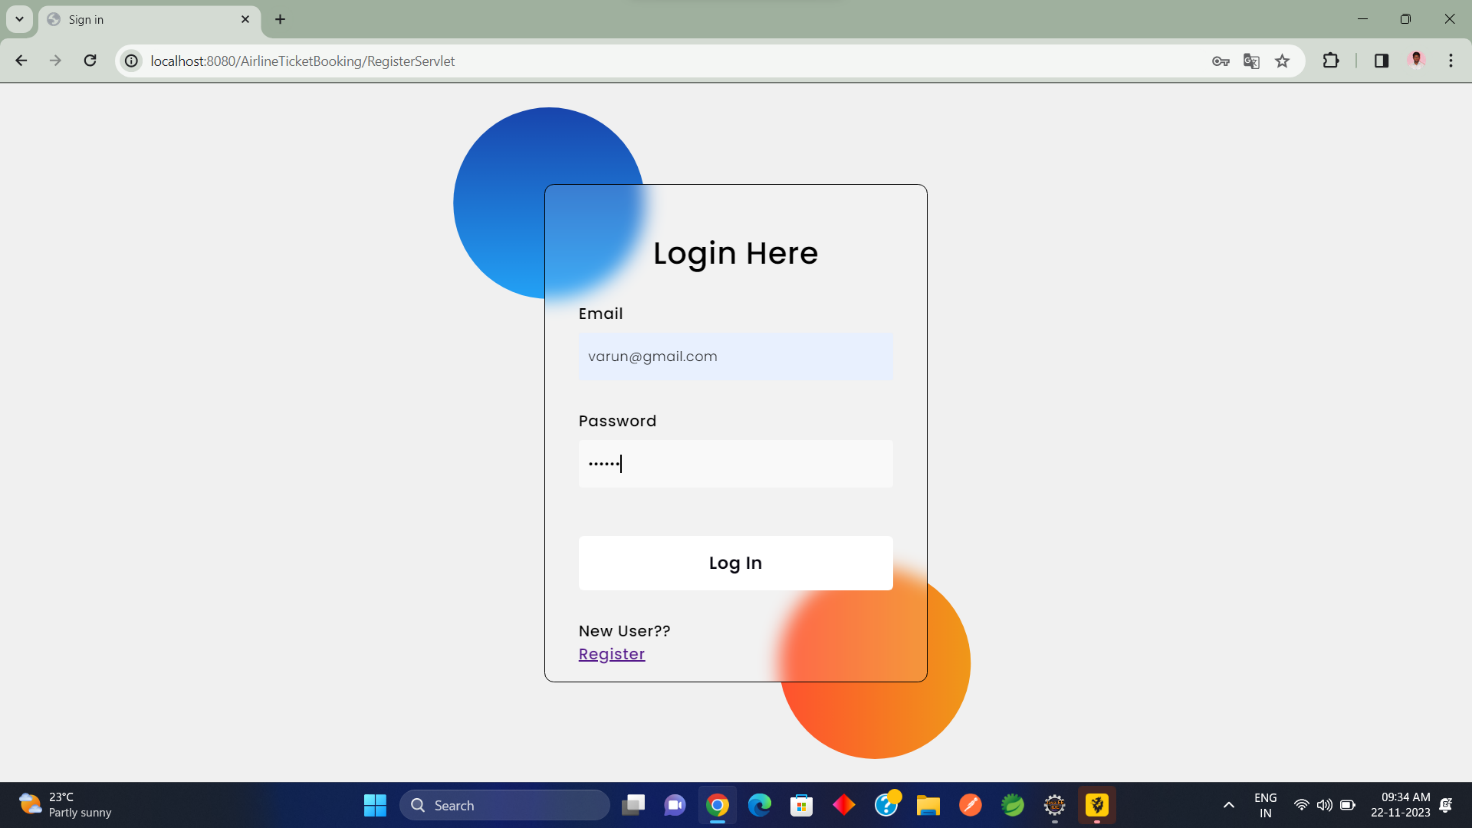 Sign in
localhost:8080/AirlineTicketBooking/RegisterServlet
Login Here
Email
varun@gmail.com
Password
••••••
Log In
New User??
Register
23°C
Partly sunny
Search
ENG
IN
09:34 AM
22-11-2023